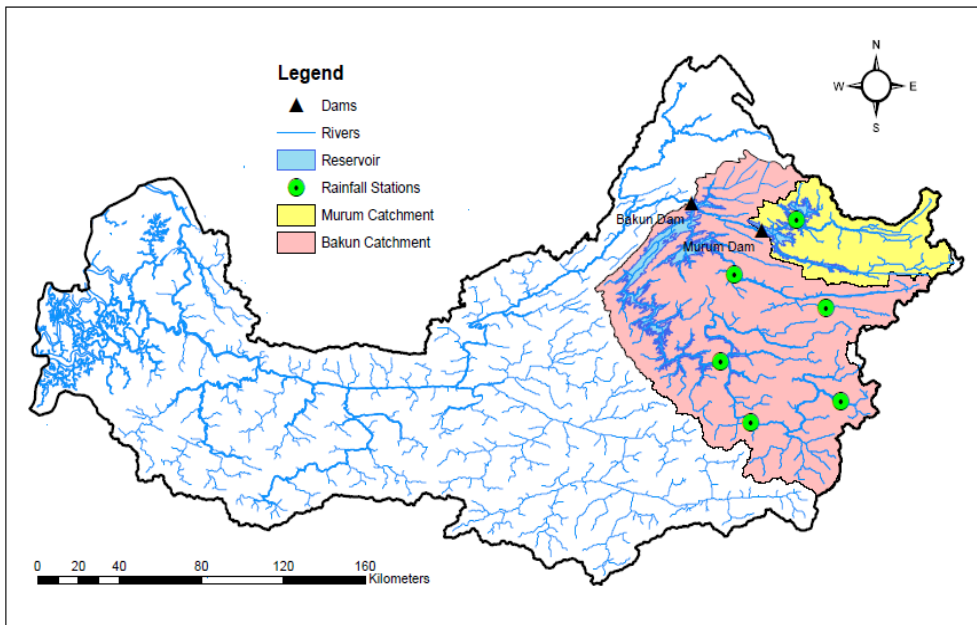 Legend
Dams
Rivers
Reservoir
Rainfall Stations
Murum Catchment
Bakun Catchment
N
W E
S
Bakun Dam
Murum Dam
0 20 40 80 120 160
Kilometers